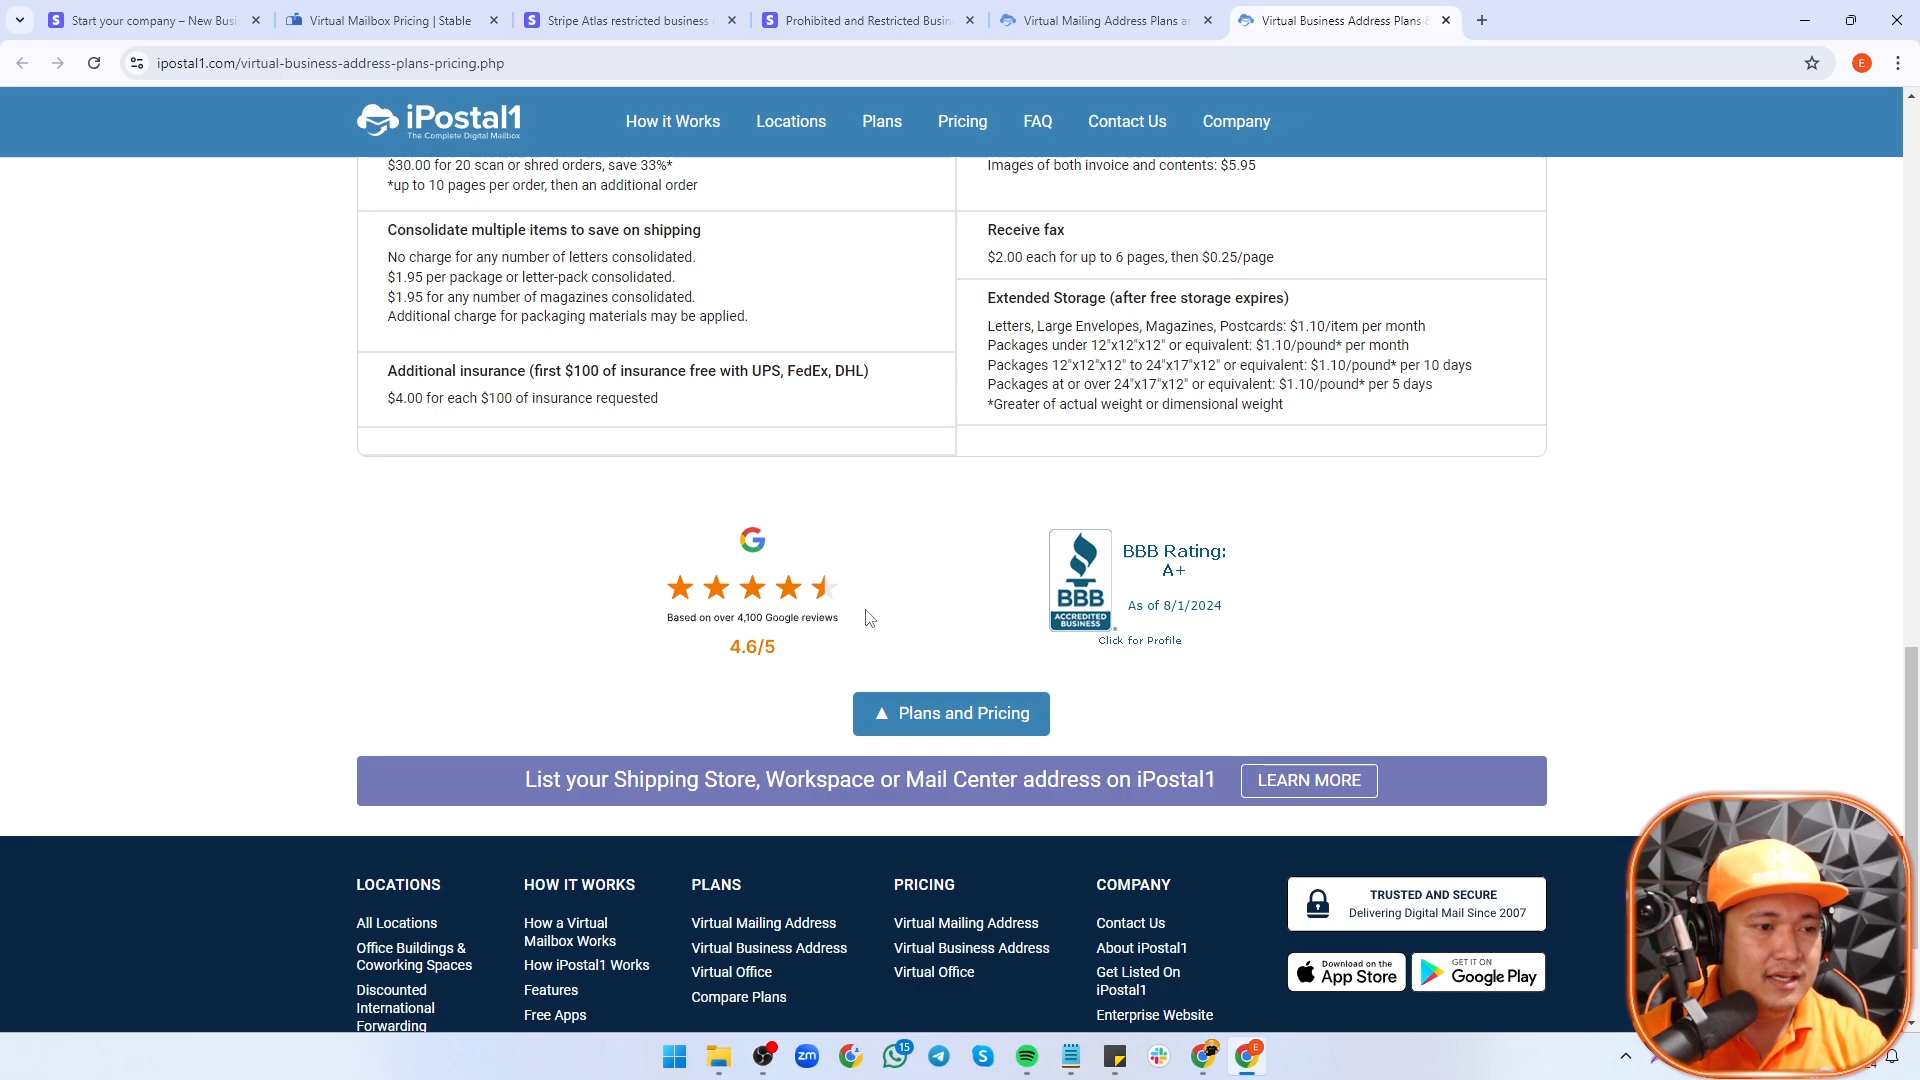 Start your company – New Busi
Virtual Mailbox Pricing | Stable
Stripe Atlas restricted business
Prohibited and Restricted Busin
Virtual Mailing Address Plans a
Virtual Business Address Plans &
ipostal1.com/virtual-business-address-plans-pricing.php
E
iPostal1
The Complete Digital Mailbox
How it Works
Locations
Plans
Pricing
FAQ
Contact Us
Company
$30.00 for 20 scan or shred orders, save 33%*
*up to 10 pages per order, then an additional order
Images of both invoice and contents: $5.95
Consolidate multiple items to save on shipping
No charge for any number of letters consolidated.
$1.95 per package or letter-pack consolidated.
$1.95 for any number of magazines consolidated.
Additional charge for packaging materials may be applied.
Receive fax
$2.00 each for up to 6 pages, then $0.25/page
Extended Storage (after free storage expires)
Letters, Large Envelopes, Magazines, Postcards: $1.10/item per month
Packages under 12"x12"x12" or equivalent: $1.10/pound* per month
Packages 12"x12"x12" to 24"x17"x12" or equivalent: $1.10/pound* per 10 days
Packages at or over 24"x17"x12" or equivalent: $1.10/pound* per 5 days
*Greater of actual weight or dimensional weight
Additional insurance (first $100 of insurance free with UPS, FedEx, DHL)
$4.00 for each $100 of insurance requested
Based on over 4,100 Google reviews
4.6/5
BBB
ACCREDITED
BUSINESS
BBB Rating:
A+
As of 8/1/2024
Click for Profile
▲ Plans and Pricing
List your Shipping Store, Workspace or Mail Center address on iPostal1
LEARN MORE
LOCATIONS
All Locations
Office Buildings &
Coworking Spaces
Discounted
International
Forwarding
HOW IT WORKS
How a Virtual
Mailbox Works
How iPostal1 Works
Features
Free Apps
PLANS
Virtual Mailing Address
Virtual Business Address
Virtual Office
Compare Plans
PRICING
Virtual Mailing Address
Virtual Business Address
Virtual Office
COMPANY
Contact Us
About iPostal1
Get Listed On
iPostal1
Enterprise Website
TRUSTED AND SECURE
Delivering Digital Mail Since 2007
Download on the
App Store
GET IT ON
Google Play
zm
15
E